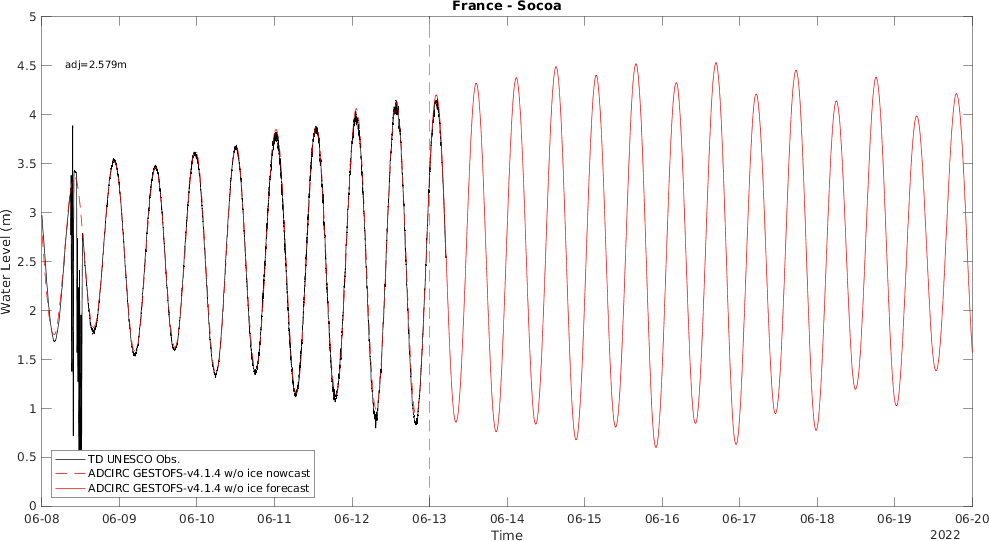 France - Socoa
adj=2.579m
5
4.5
4
3.5
3
2.5
2
1.5
1
0.5
0
Water Level (m)
TD UNESCO Obs.
ADCIRC GESTOFS-v4.1.4 w/o ice nowcast
ADCIRC GESTOFS-v4.1.4 w/o ice forecast
06-08 06-09 06-10 06-11 06-12 06-13 06-14 06-15 06-16 06-17 06-18 06-19 06-20
Time
2022